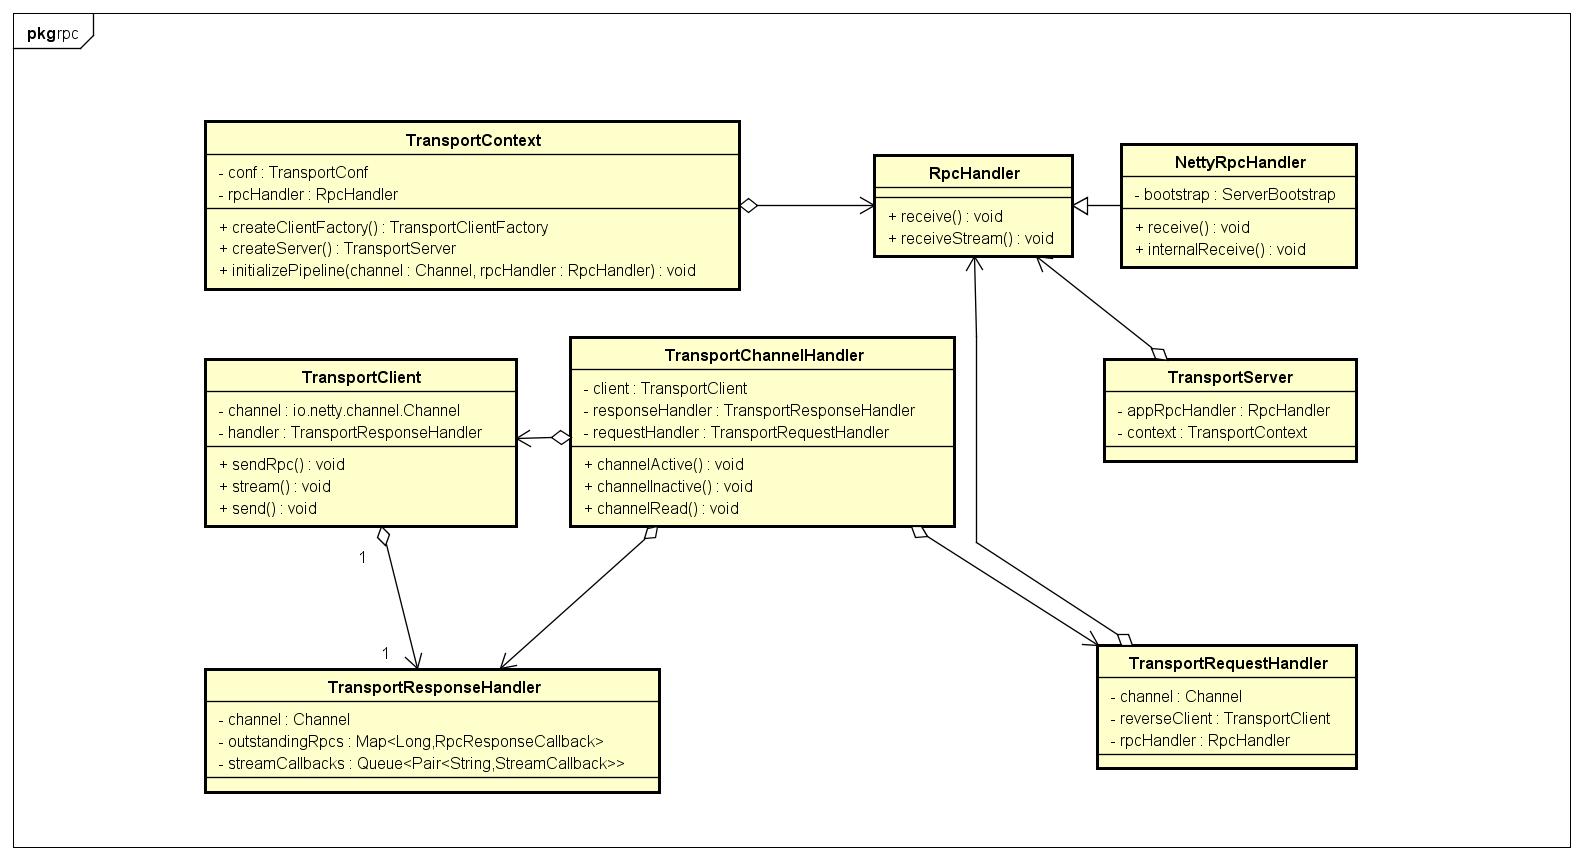 pkg rpc
TransportContext
- conf : TransportConf
- rpcHandler : RpcHandler
+ createClientFactory() : TransportClientFactory
+ createServer() : TransportServer
+ initializePipeline(channel : Channel, rpcHandler : RpcHandler) : void
RpcHandler
+ receive() : void
+ receiveStream() : void
NettyRpcHandler
- bootstrap : ServerBootstrap
+ receive() : void
+ internalReceive() : void
TransportClient
- channel : io.netty.channel.Channel
- handler : TransportResponseHandler
+ sendRpc() : void
+ stream() : void
+ send() : void
TransportChannelHandler
- client : TransportClient
- responseHandler : TransportResponseHandler
- requestHandler : TransportRequestHandler
+ channelActive() : void
+ channelInactive() : void
+ channelRead() : void
TransportServer
- appRpcHandler : RpcHandler
- context : TransportContext
1
1
TransportResponseHandler
- channel : Channel
- outstandingRpcs : Map<Long,RpcResponseCallback>
- streamCallbacks : Queue<Pair<String,StreamCallback>>
TransportRequestHandler
- channel : Channel
- reverseClient : TransportClient
- rpcHandler : RpcHandler